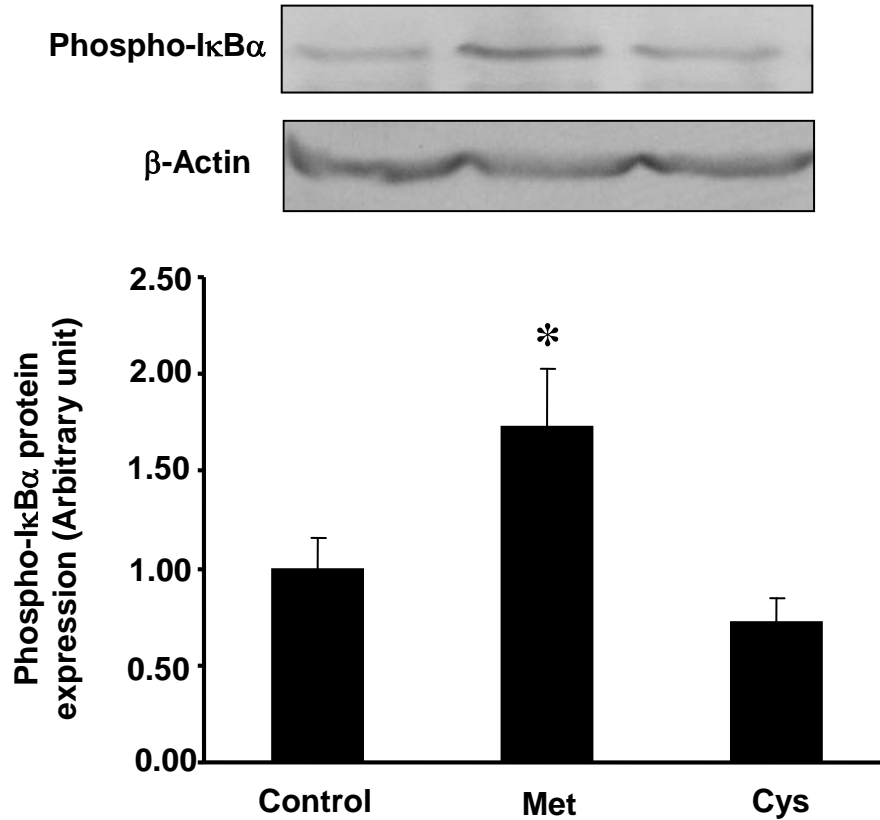 Phospho-IκBα
β-Actin
Phospho-IκBα protein
expression (Arbitrary unit)
2.50
2.00
1.50
1.00
0.50
0.00
*
Control
Met
Cys